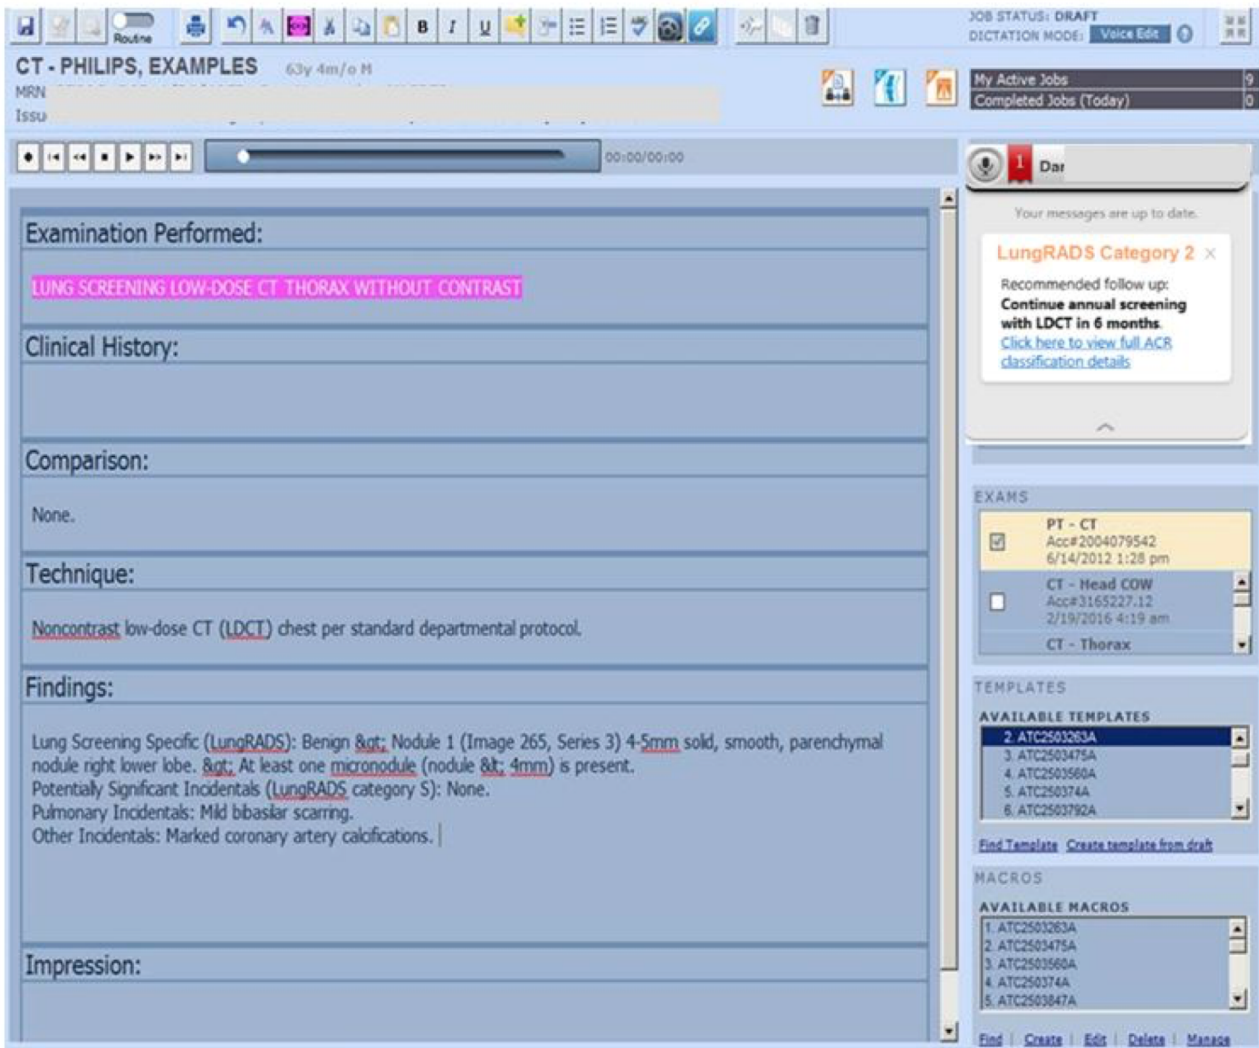 Routine
B I U
JOB STATUS: DRAFT
DICTATION MODE: Voice Edit
CT - PHILIPS, EXAMPLES 63y 4m/o M
MRN
Issu
My Active Jobs 9
Completed Jobs (Today) 0
00:00/00:00
1 Dar
Your messages are up to date.
LungRADS Category 2 ×
Recommended follow up:
Continue annual screening
with LDCT in 6 months.
Click here to view full ACR
classification details
Examination Performed:
LUNG SCREENING LOW-DOSE CT THORAX WITHOUT CONTRAST
Clinical History:
Comparison:
None.
Technique:
Noncontrast low-dose CT (LDCT) chest per standard departmental protocol.
Findings:
Lung Screening Specific (LungRADS): Benign &gt; Nodule 1 (Image 265, Series 3) 4-5mm solid, smooth, parenchymal
nodule right lower lobe. &gt; At least one micronodule (nodule &lt; 4mm) is present.
Potentially Significant Incidentals (LungRADS category S): None.
Pulmonary Incidentals: Mild bibasilar scarring.
Other Incidentals: Marked coronary artery calcifications.
Impression:
EXAMS
PT - CT
Acc#2004079542
6/14/2012 1:28 pm
CT - Head COW
Acc#3165227.12
2/19/2016 4:19 am
CT - Thorax
TEMPLATES
AVAILABLE TEMPLATES
2. ATC2503263A
3. ATC2503475A
4. ATC2503560A
5. ATC250374A
6. ATC2503792A
Find Template Create template from draft
MACROS
AVAILABLE MACROS
1. ATC2503263A
2. ATC2503475A
3. ATC2503560A
4. ATC250374A
5. ATC2503847A
Find | Create | Edit | Delete | Manage